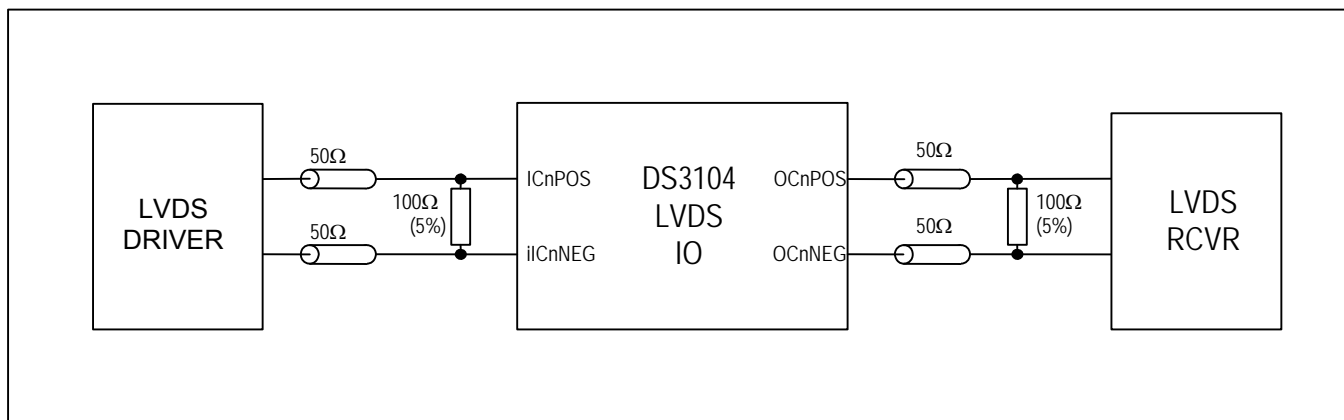 LVDS
DRIVER
50Ω
50Ω
100Ω
(5%)
ICnPOS
iICnNEG
DS3104
LVDS
IO
OCnPOS
OCnNEG
50Ω
50Ω
100Ω
(5%)
LVDS
RCVR